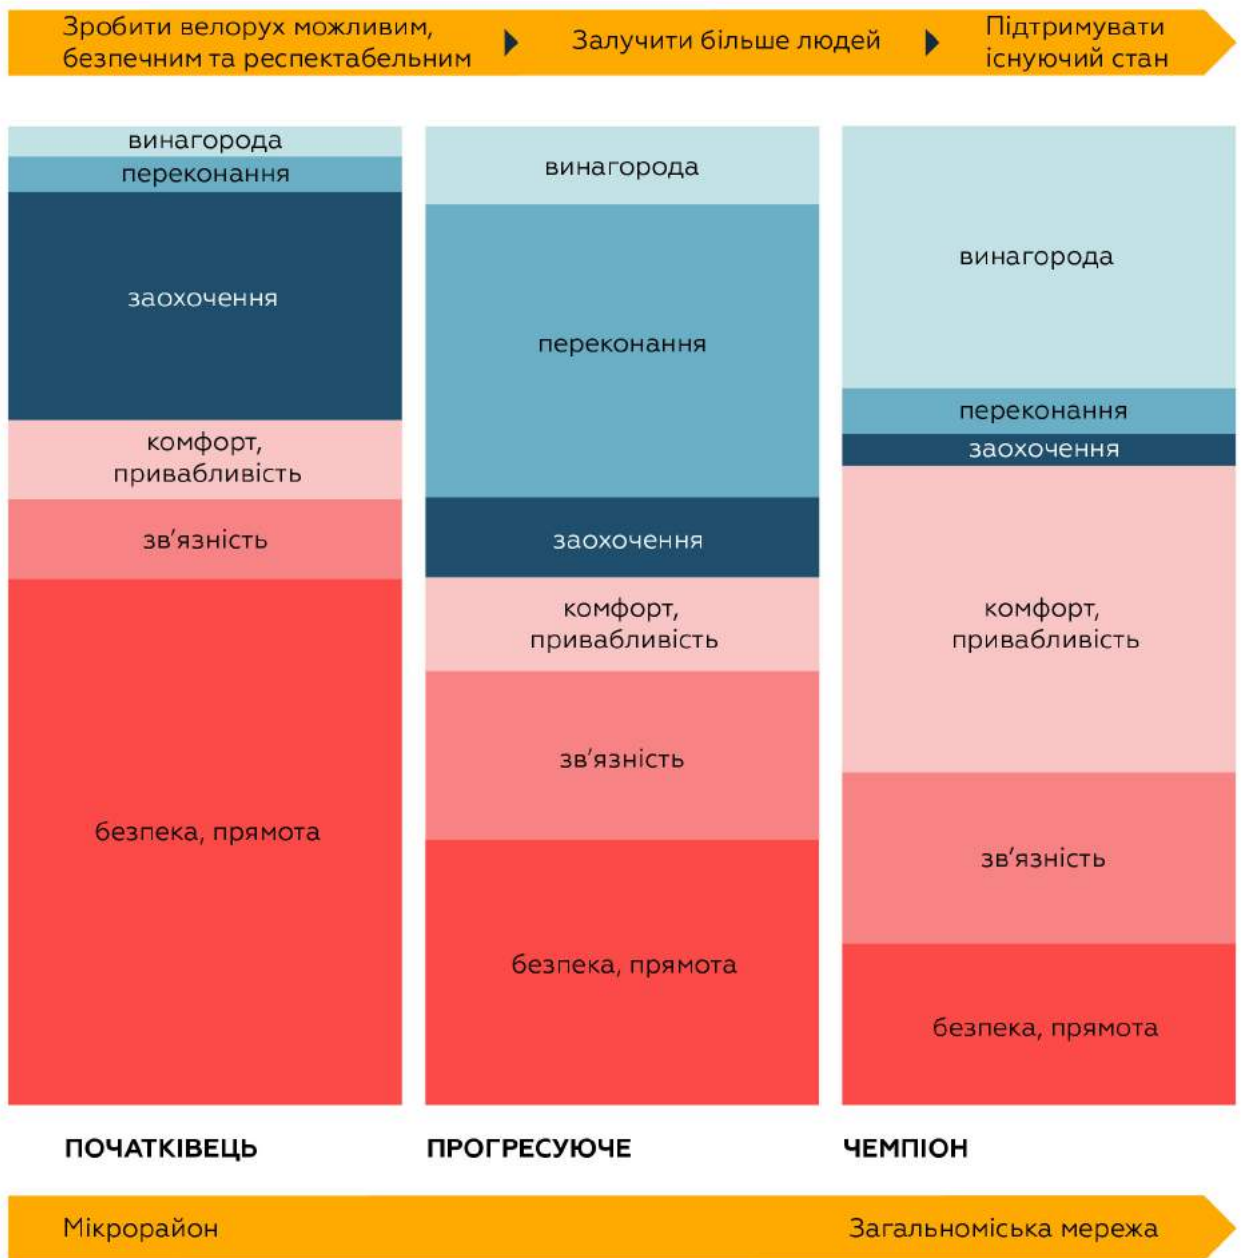 Зробити велорух можливим,
безпечним та респектабельним
Залучити більше людей
Підтримувати
існуючий стан
винагорода
переконання
заохочення
комфорт,
привабливість
зв’язність
безпека, прямота
ПОЧАТКІВЕЦЬ
винагорода
переконання
заохочення
комфорт,
привабливість
зв’язність
безпека, прямота
ПРОГРЕСУЮЧЕ
винагорода
переконання
заохочення
комфорт,
привабливість
зв’язність
безпека, прямота
ЧЕМПІОН
Мікрорайон
Загальноміська мережа